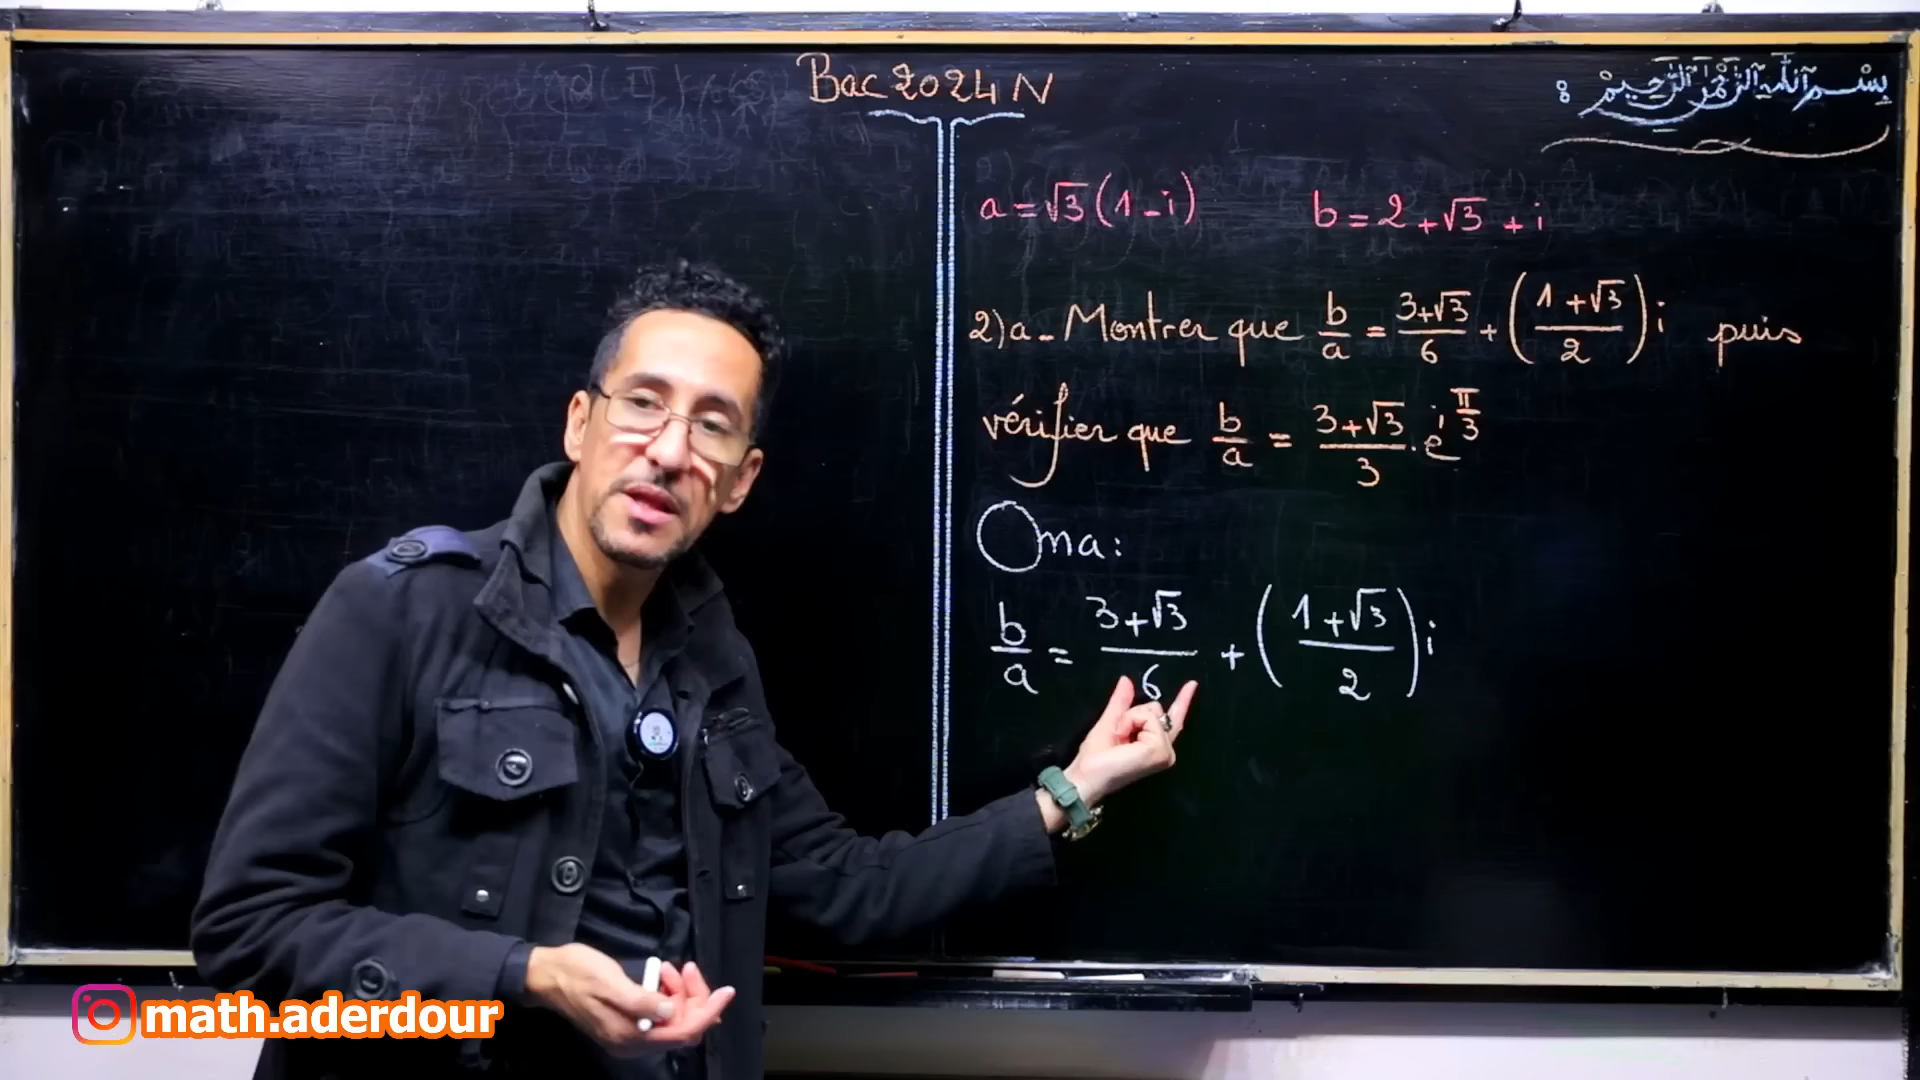 Bac 2024 N
بسم الله الرحمن الرحيم :
a = √3 (1 - i)    b = 2 + √3 + i
2) a - Montrer que b/a = (3+√3)/6 + ((1+√3)/2) i puis
vérifier que b/a = (3+√3)/3 . e^(iπ/3)
On a :
b/a = (3+√3)/6 + ((1+√3)/2) i
math.aderdour